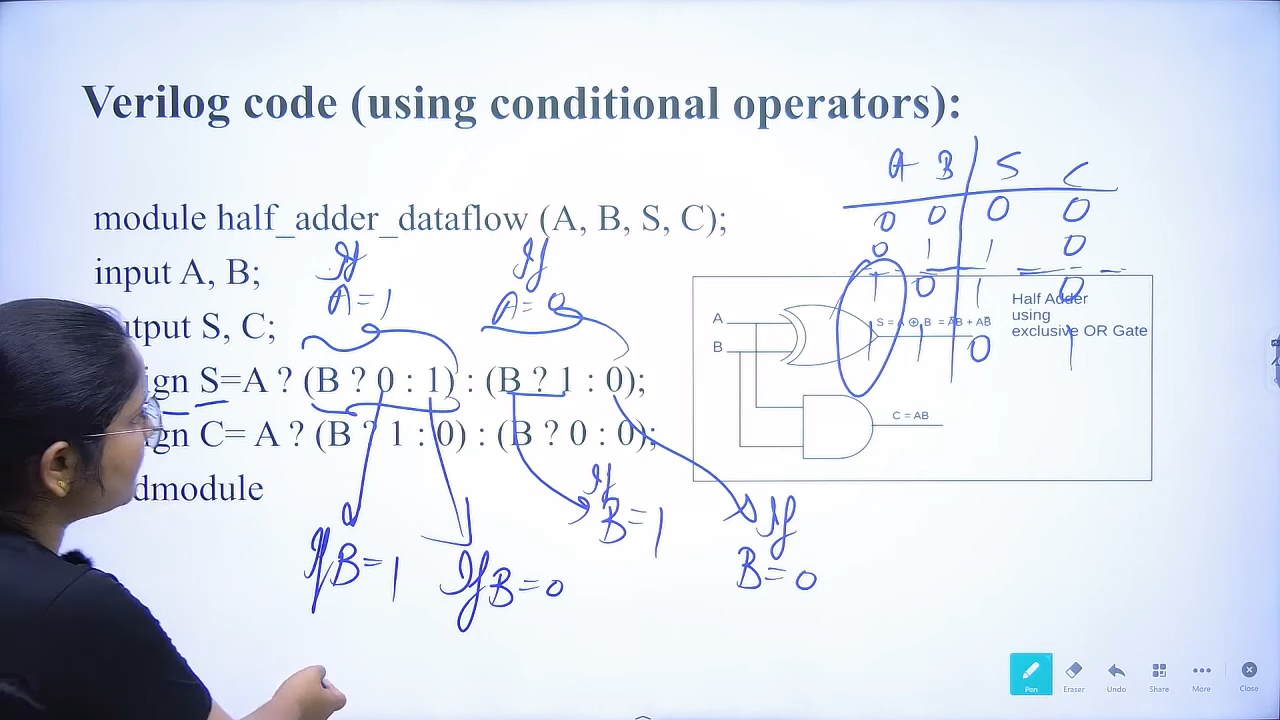 Verilog code (using conditional operators):
A B S C
0 0 0 0
0 1 1 0
1 0 1 0
1 1 0 1
module half_adder_dataflow (A, B, S, C);
input A, B;
If A=1
If A=0
utput S, C;
ign S=A ? (B ? 0 : 1) : (B ? 1 : 0);
gn C= A ? (B ? 1 : 0) : (B ? 0 : 0);
dmodule
If B=1
If B=0
If B=1
If B=0
A
B
S = A ⊕ B = A̅B + AB̅
C = AB
Half Adder
using
exclusive OR Gate
Pen Eraser Undo Share More Close